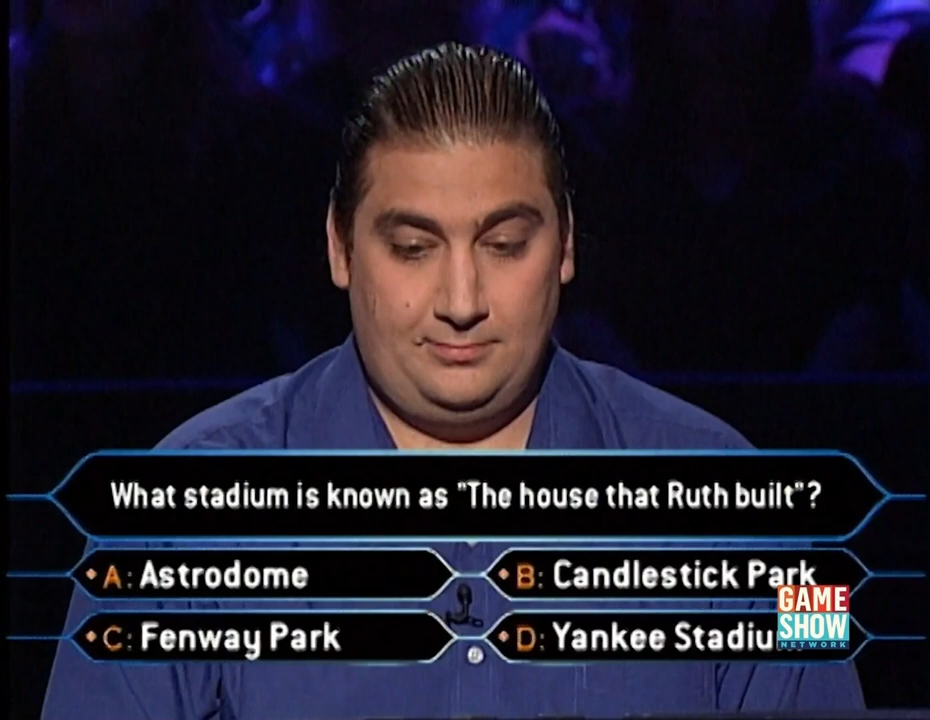 What stadium is known as "The house that Ruth built"?
A: Astrodome
B: Candlestick Park
C: Fenway Park
D: Yankee Stadiu
GAME
SHOW
NETWORK